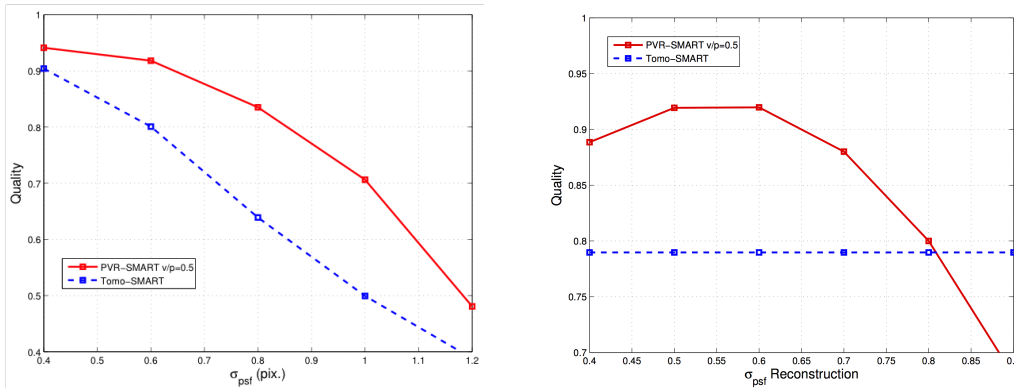 1
0.9
0.8
0.7
0.6
0.5
0.4
Quality
PVR-SMART v/p=0.5
Tomo-SMART
0.4 0.5 0.6 0.7 0.8 0.9 1 1.1 1.2
σpsf (pix.)
1
0.95
0.9
0.85
0.8
0.75
0.7
Quality
PVR-SMART v/p=0.5
Tomo-SMART
0.4 0.45 0.5 0.55 0.6 0.65 0.7 0.75 0.8 0.85 0.
σpsf Reconstruction